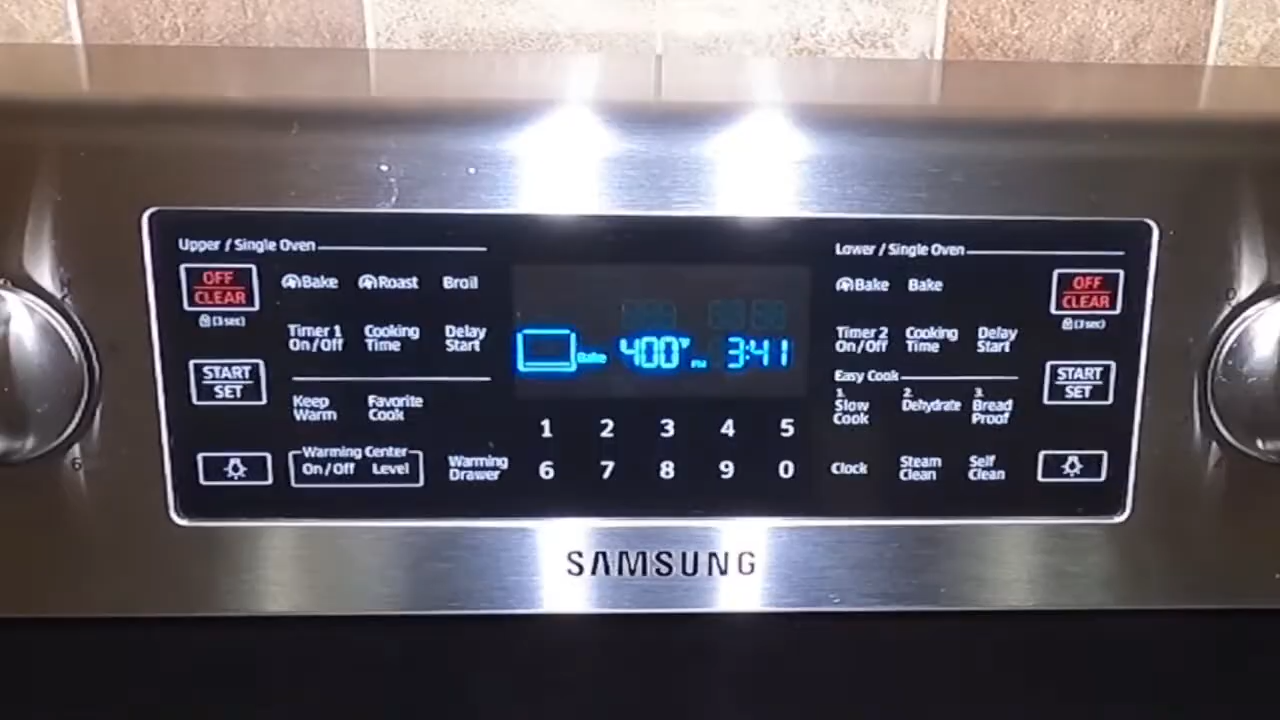 Upper / Single Oven
OFF
CLEAR
(3 sec)
Bake Roast Broil
Timer 1 On/Off
Cooking Time
Delay Start
START
SET
Keep Warm
Favorite Cook
Warming Center
On/Off Level
Warming Drawer
Bake 400° PM 3:41
1 2 3 4 5
6 7 8 9 0
Lower / Single Oven
Bake Bake
OFF
CLEAR
(3 sec)
Timer 2 On/Off
Cooking Time
Delay Start
Easy Cook
1. Slow Cook
2. Dehydrate
3. Bread Proof
START
SET
Clock
Steam Clean
Self Clean
SAMSUNG
6